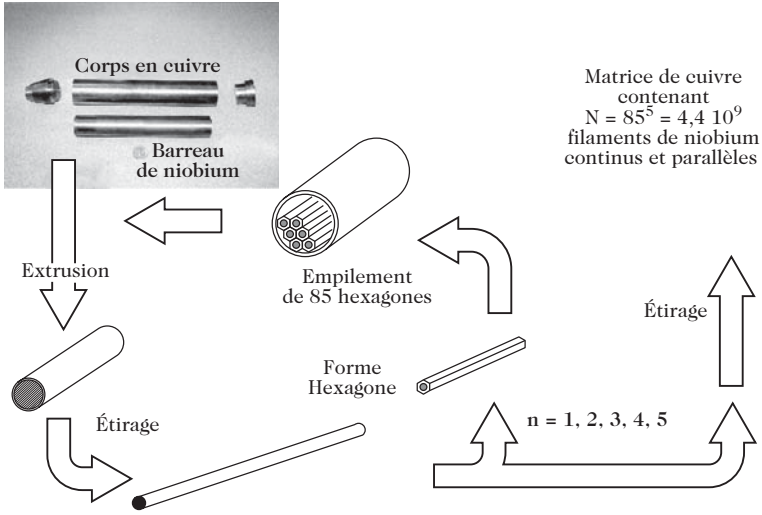 Corps en cuivre
Barreau
de niobium
Matrice de cuivre
contenant
N = 85⁵ = 4,4 10⁹
filaments de niobium
continus et parallèles
Extrusion
Empilement
de 85 hexagones
Étirage
Forme
Hexagone
Étirage
n = 1, 2, 3, 4, 5